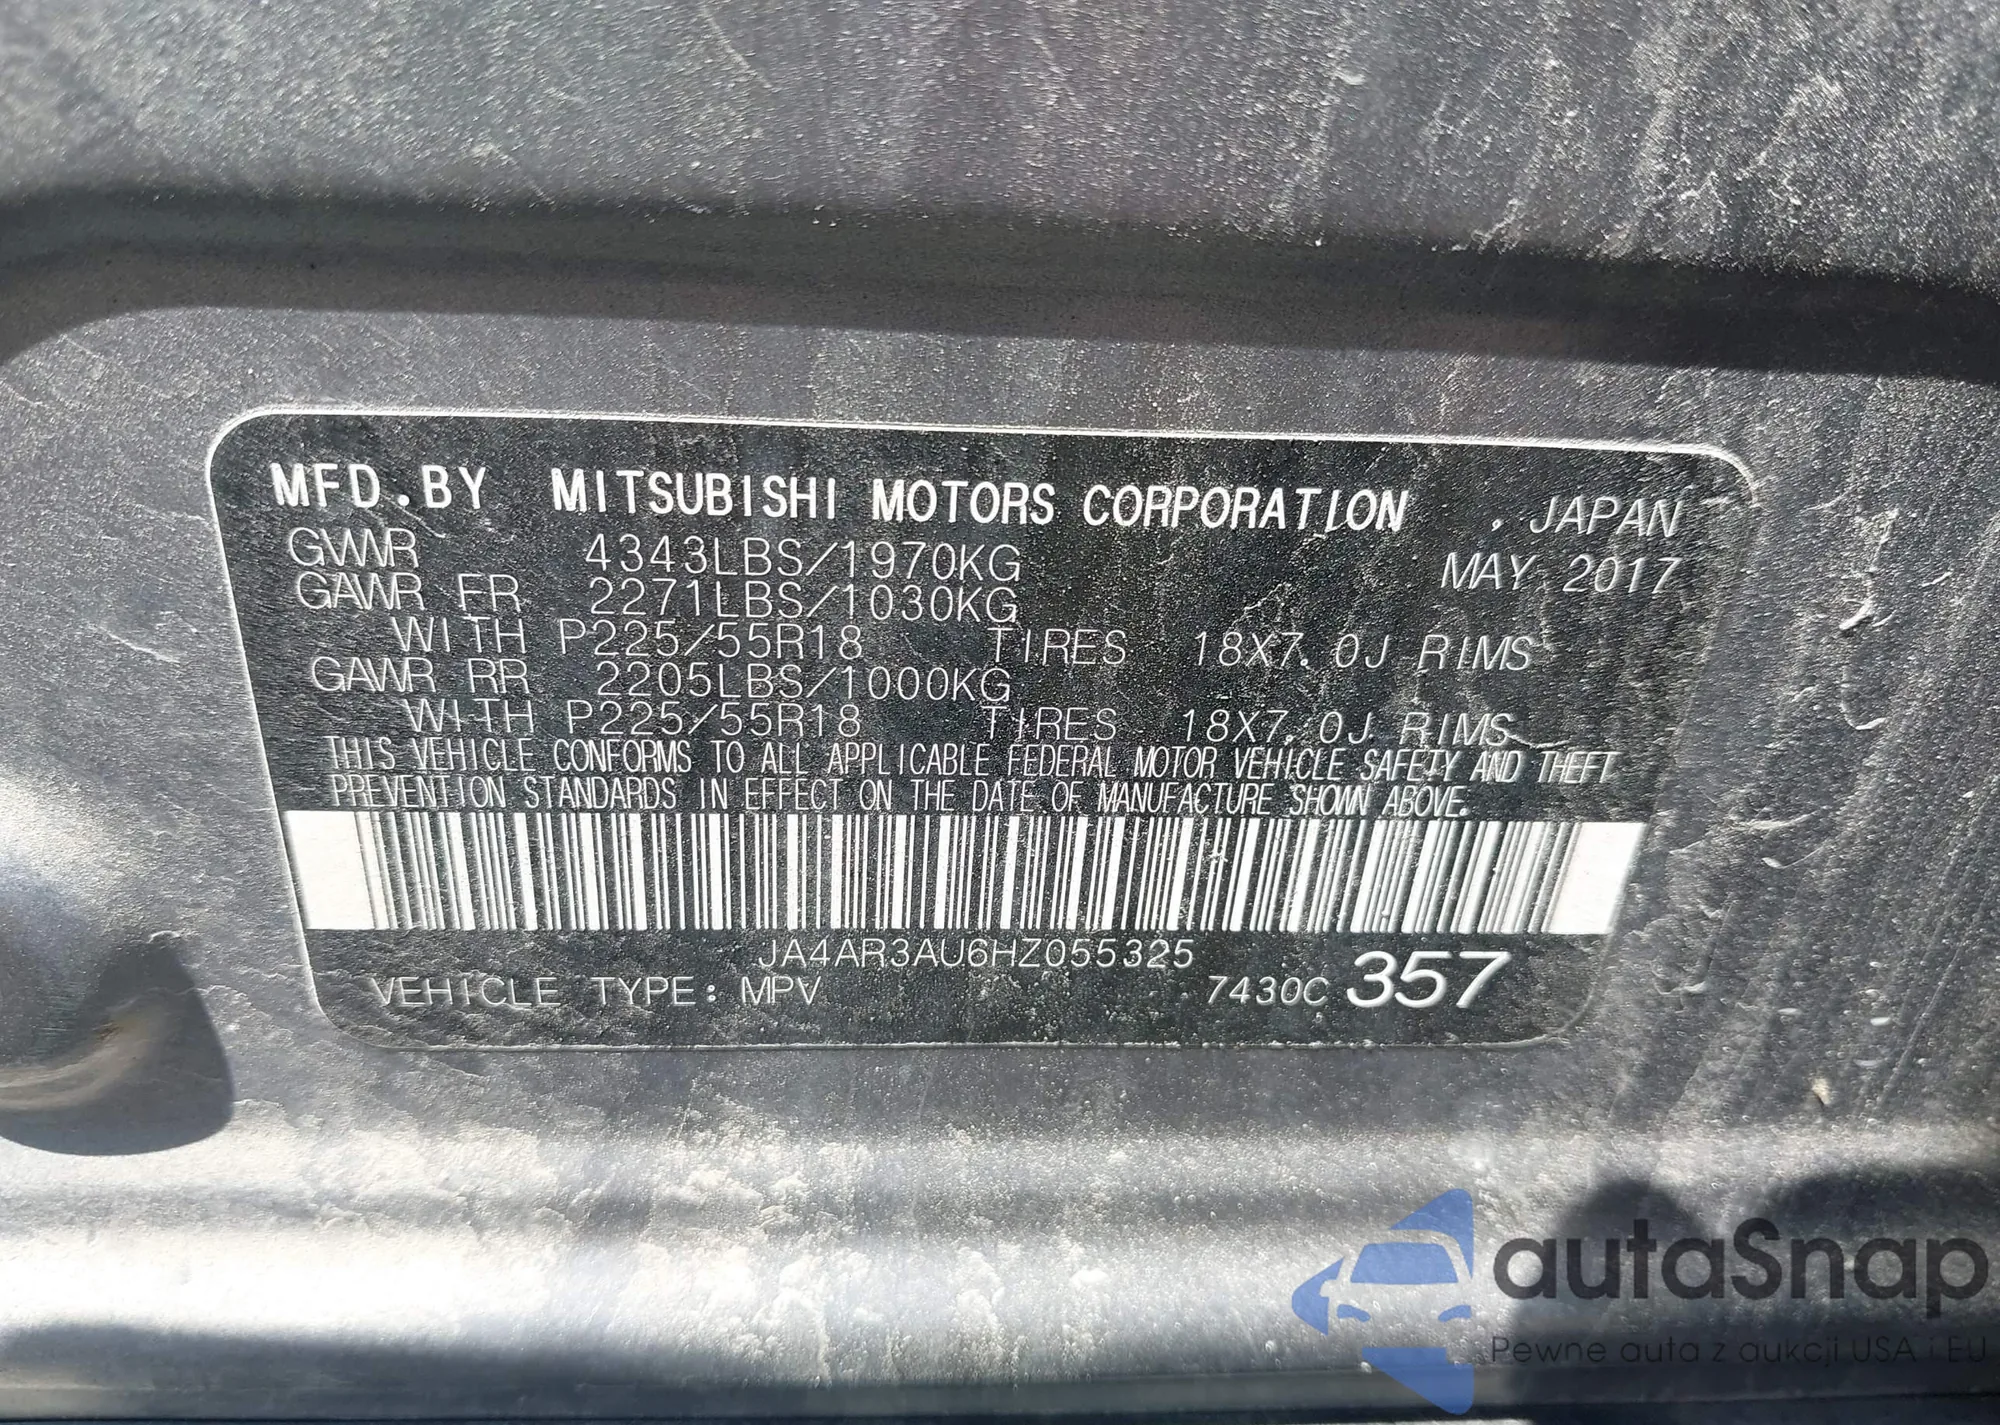 MFD.BY MITSUBISHI MOTORS CORPORATION , JAPAN
GVWR 4343LBS/1970KG MAY 2017
GAWR FR 2271LBS/1030KG
WITH P225/55R18 TIRES 18X7.0J RIMS
GAWR RR 2205LBS/1000KG
WITH P225/55R18 TIRES 18X7.0J RIMS
THIS VEHICLE CONFORMS TO ALL APPLICABLE FEDERAL MOTOR VEHICLE SAFETY AND THEFT
PREVENTION STANDARDS IN EFFECT ON THE DATE OF MANUFACTURE SHOWN ABOVE.
JA4AR3AU6HZ055325
VEHICLE TYPE: MPV 7430C 357
autaSnap
Pewne auta z aukcji USA i EU